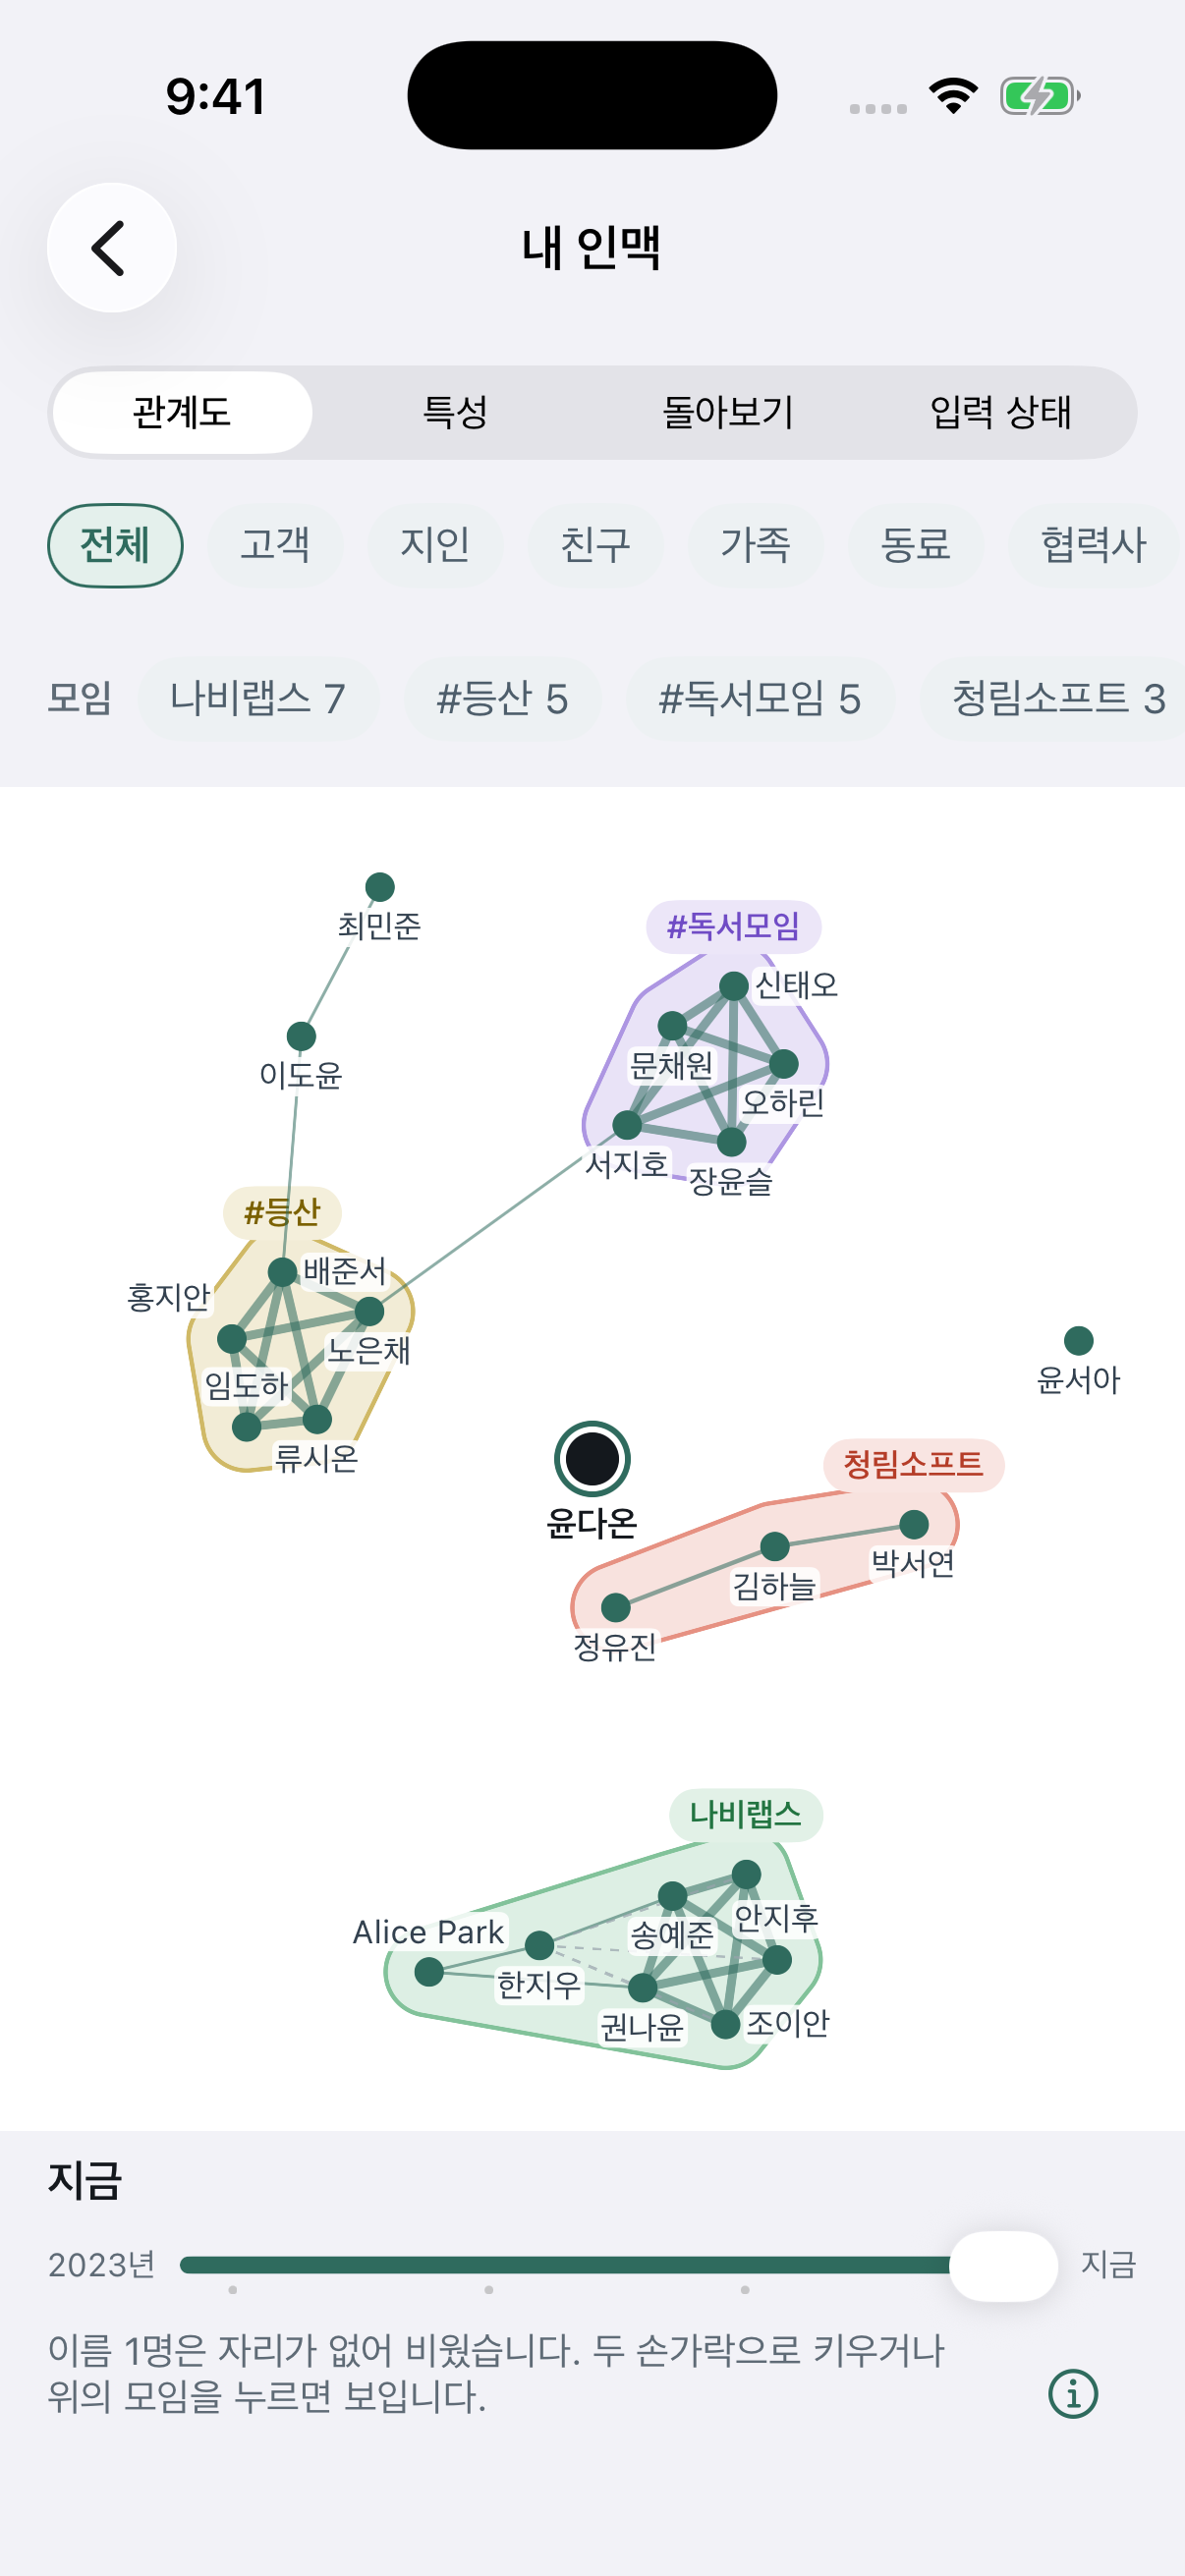 9:41
내 인맥
관계도 특성 돌아보기 입력 상태
전체 고객 지인 친구 가족 동료 협력사
모임 나비랩스 7 #등산 5 #독서모임 5 청림소프트 3
최민준
#독서모임
신태오
이도윤
문채원
오하린
서지호
장윤슬
#등산
배준서
홍지안
노은채
임도하
류시온
윤서아
청림소프트
윤다온
박서연
김하늘
정유진
나비랩스
Alice Park
송예준
안지후
한지우
권나윤
조이안
지금
2023년 지금
이름 1명은 자리가 없어 비웠습니다. 두 손가락으로 키우거나
위의 모임을 누르면 보입니다.